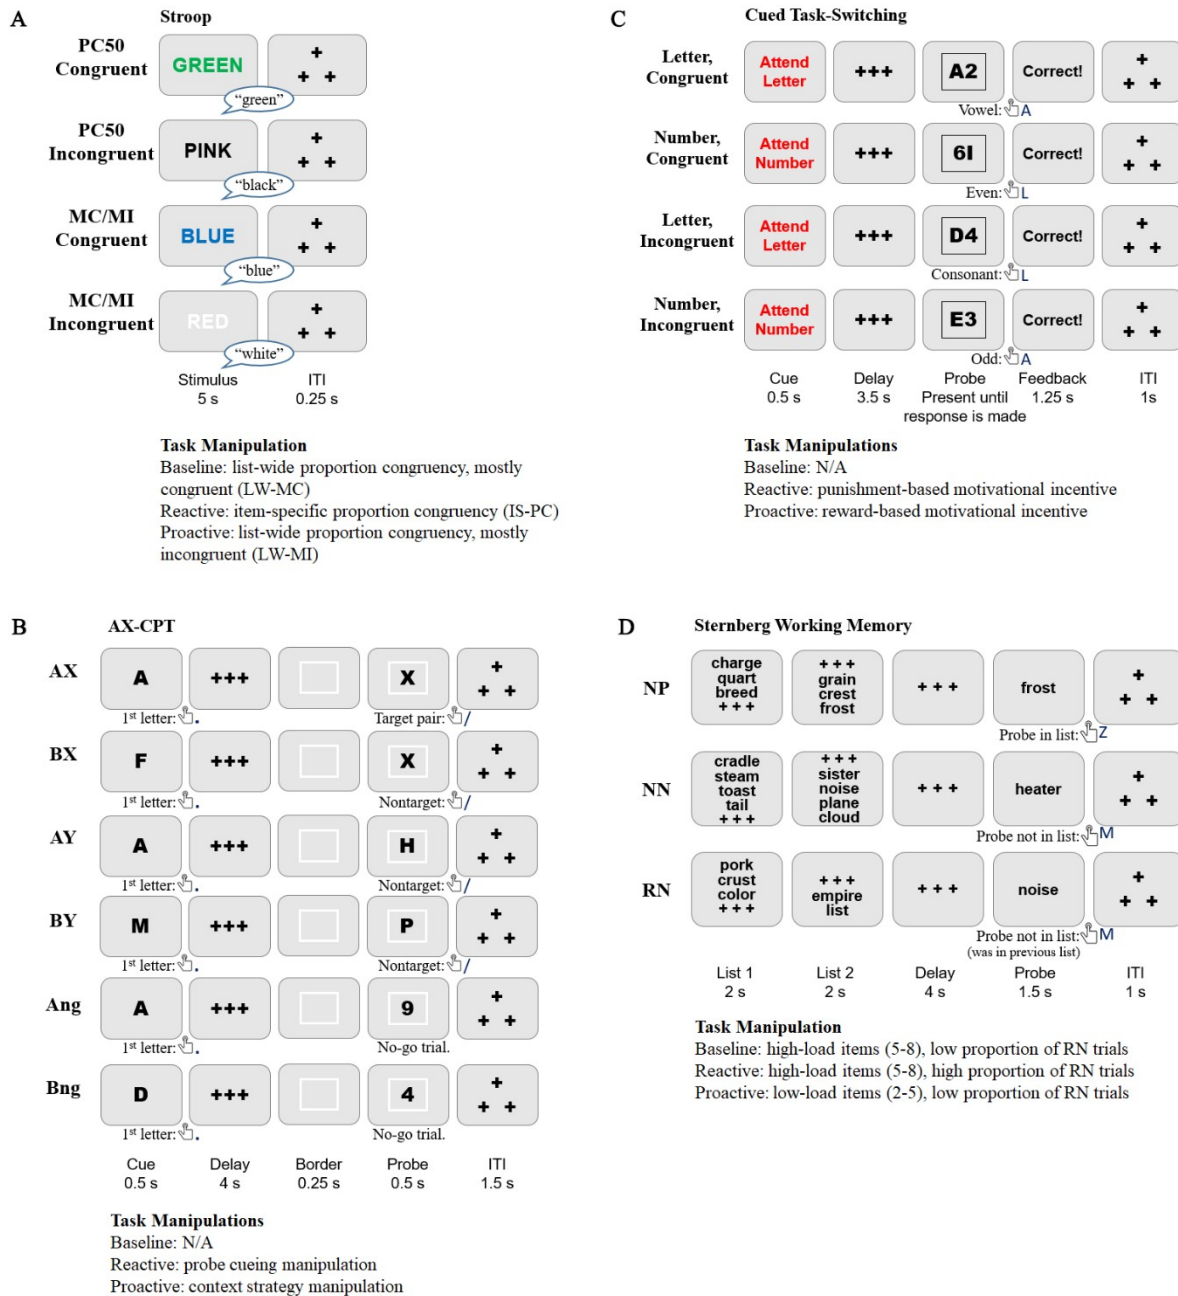 A
Stroop
PC50
Congruent
GREEN
+
+ +
"green"
PC50
Incongruent
PINK
+
+ +
"black"
MC/MI
Congruent
BLUE
+
+ +
"blue"
MC/MI
Incongruent
RED
+
+ +
"white"
Stimulus
5 s
ITI
0.25 s
Task Manipulation
Baseline: list-wide proportion congruency, mostly
congruent (LW-MC)
Reactive: item-specific proportion congruency (IS-PC)
Proactive: list-wide proportion congruency, mostly
incongruent (LW-MI)
C
Cued Task-Switching
Letter,
Congruent
Attend
Letter
+++
A2
Correct!
+
+ +
Vowel: A
Number,
Congruent
Attend
Number
+++
6I
Correct!
+
+ +
Even: L
Letter,
Incongruent
Attend
Letter
+++
D4
Correct!
+
+ +
Consonant: L
Number,
Incongruent
Attend
Number
+++
E3
Correct!
+
+ +
Odd: A
Cue
0.5 s
Delay
3.5 s
Probe
Present until
response is made
Feedback
1.25 s
ITI
1s
Task Manipulations
Baseline: N/A
Reactive: punishment-based motivational incentive
Proactive: reward-based motivational incentive
B
AX-CPT
AX
A
+++
X
+
+ +
1st letter: .
Target pair: /
BX
F
+++
X
+
+ +
1st letter: .
Nontarget: /
AY
A
+++
H
+
+ +
1st letter: .
Nontarget: /
BY
M
+++
P
+
+ +
1st letter: .
Nontarget: /
Ang
A
+++
9
+
+ +
1st letter: .
No-go trial.
Bng
D
+++
4
+
+ +
1st letter: .
No-go trial.
Cue
0.5 s
Delay
4 s
Border
0.25 s
Probe
0.5 s
ITI
1.5 s
Task Manipulations
Baseline: N/A
Reactive: probe cueing manipulation
Proactive: context strategy manipulation
D
Sternberg Working Memory
NP
charge
quart
breed
+ + +
+ + +
grain
crest
frost
+ + +
frost
+
+ +
Probe in list: Z
NN
cradle
steam
toast
tail
+ + +
+ + +
sister
noise
plane
cloud
+ + +
heater
+
+ +
Probe not in list: M
RN
pork
crust
color
+ + +
+ + +
empire
list
+ + +
noise
+
+ +
Probe not in list: M
(was in previous list)
List 1
2 s
List 2
2 s
Delay
4 s
Probe
1.5 s
ITI
1 s
Task Manipulation
Baseline: high-load items (5-8), low proportion of RN trials
Reactive: high-load items (5-8), high proportion of RN trials
Proactive: low-load items (2-5), low proportion of RN trials